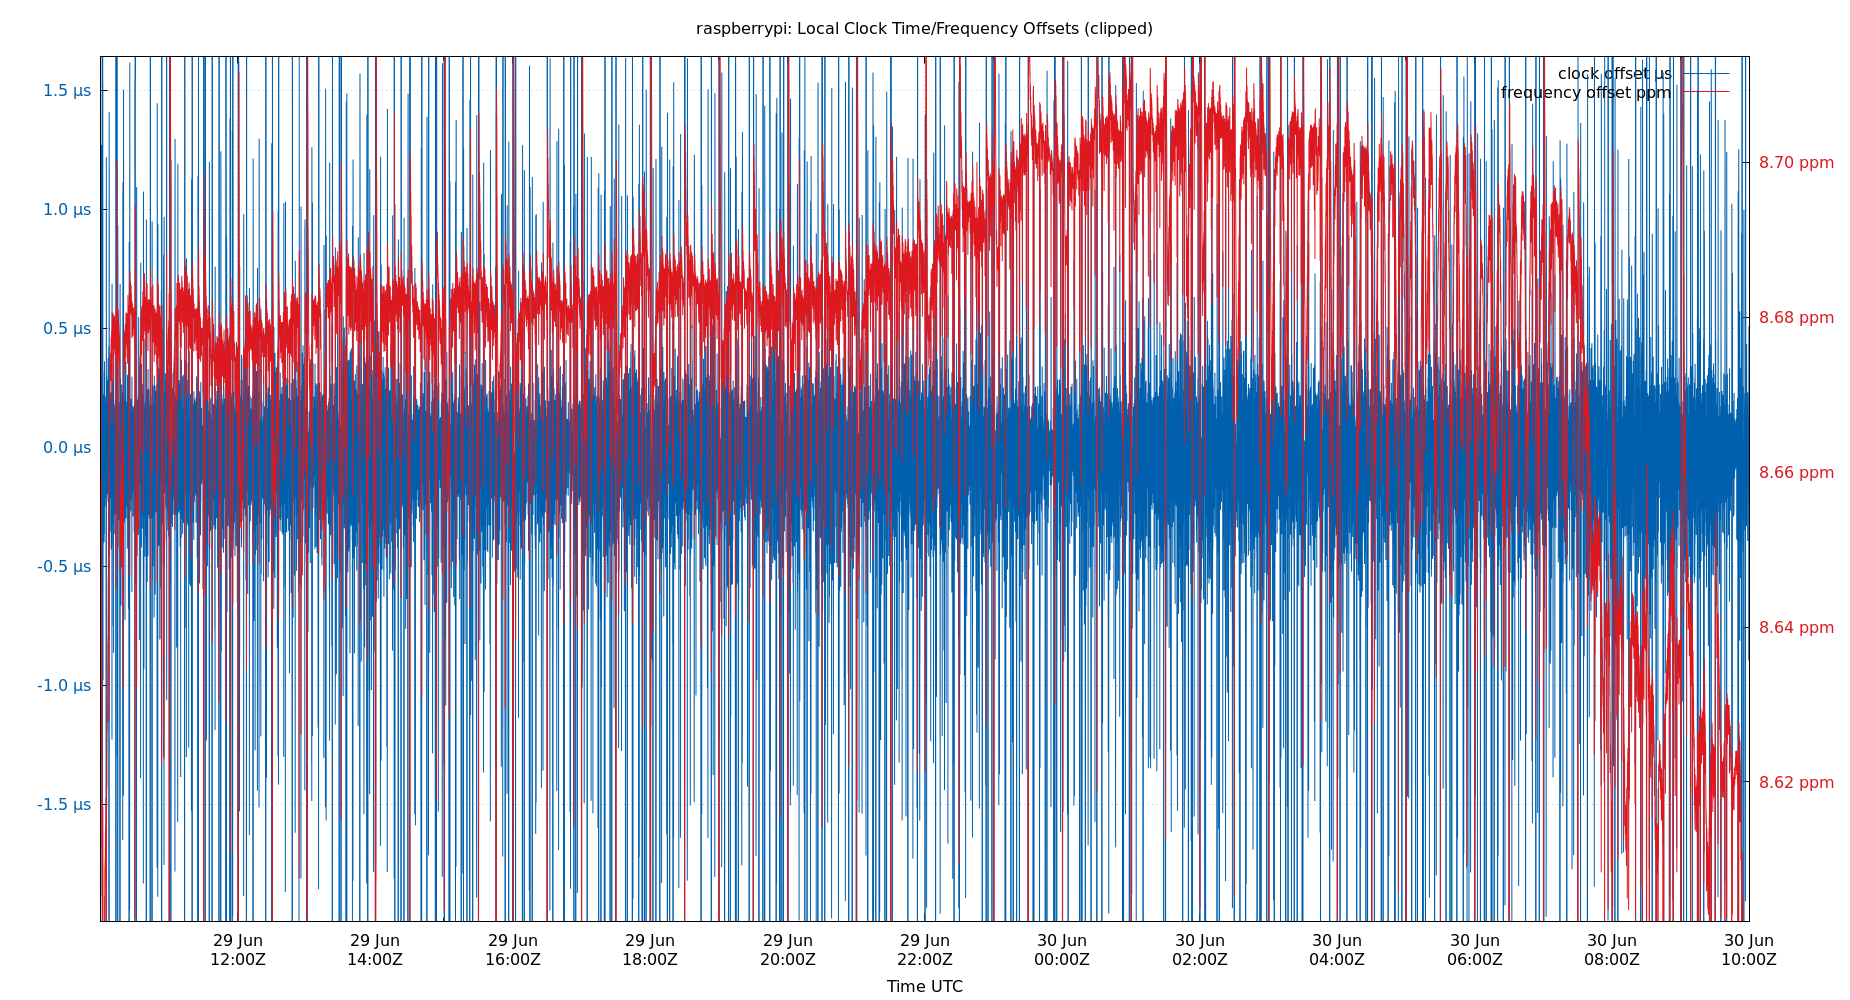 raspberrypi: Local Clock Time/Frequency Offsets (clipped)
clock offset µs
frequency offset ppm
1.5 µs
1.0 µs
0.5 µs
0.0 µs
-0.5 µs
-1.0 µs
-1.5 µs
8.70 ppm
8.68 ppm
8.66 ppm
8.64 ppm
8.62 ppm
29 Jun 29 Jun 29 Jun 29 Jun 29 Jun 29 Jun 30 Jun 30 Jun 30 Jun 30 Jun 30 Jun 30 Jun
12:00Z 14:00Z 16:00Z 18:00Z 20:00Z 22:00Z 00:00Z 02:00Z 04:00Z 06:00Z 08:00Z 10:00Z
Time UTC